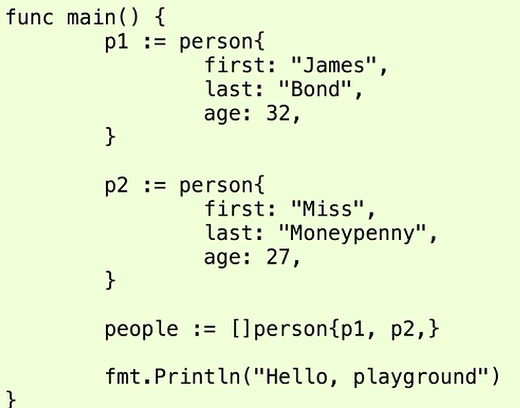 func main() {
p1 := person{
first: "James",
last: "Bond",
age: 32,
}
p2 := person{
first: "Miss",
last: "Moneypenny",
age: 27,
}
people := []person{p1, p2,}
fmt.Println("Hello, playground")
}